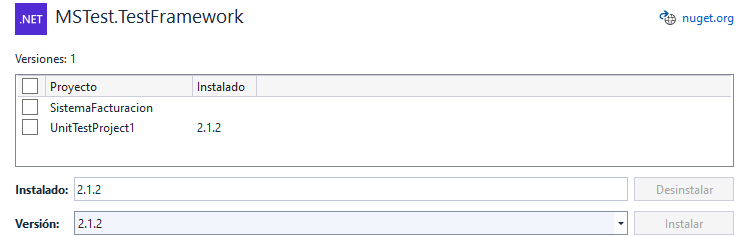 .NET MSTest.TestFramework nuget.org
Versiones: 1
Proyecto Instalado
SistemaFacturacion
UnitTestProject1 2.1.2
Instalado: 2.1.2 Desinstalar
Versión: 2.1.2 Instalar